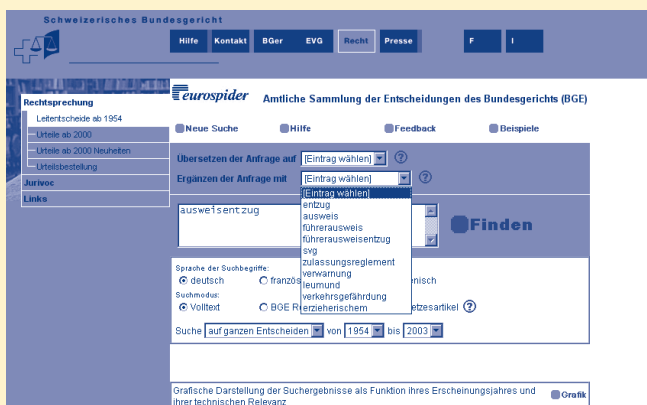 Schweizerisches Bundesgericht
Hilfe Kontakt BGer EVG Recht Presse F I
Rechtsprechung
Leitentscheide ab 1954
Urteile ab 2000
Urteile ab 2000 Neuheiten
Urteilsbestellung
Jurivoc
Links
eurospider Amtliche Sammlung der Entscheidungen des Bundesgerichts (BGE)
Neue Suche Hilfe Feedback Beispiele
Übersetzen der Anfrage auf [Eintrag wählen] ?
Ergänzen der Anfrage mit [Eintrag wählen] ?
[Eintrag wählen]
entzug
ausweis
führerausweis
führerausweisentzug
svg
zulassungsreglement
verwarnung
leumund
verkehrsgefährdung
erzieherischem
ausweisentzug
Finden
Sprache der Suchbegriffe:
deutsch französ enisch
Suchmodus:
Volltext BGE R etzesartikel ?
Suche auf ganzen Entscheiden von 1954 bis 2003
Grafische Darstellung der Suchergebnisse als Funktion ihres Erscheinungsjahres und
ihrer technischen Relevanz
Grafik